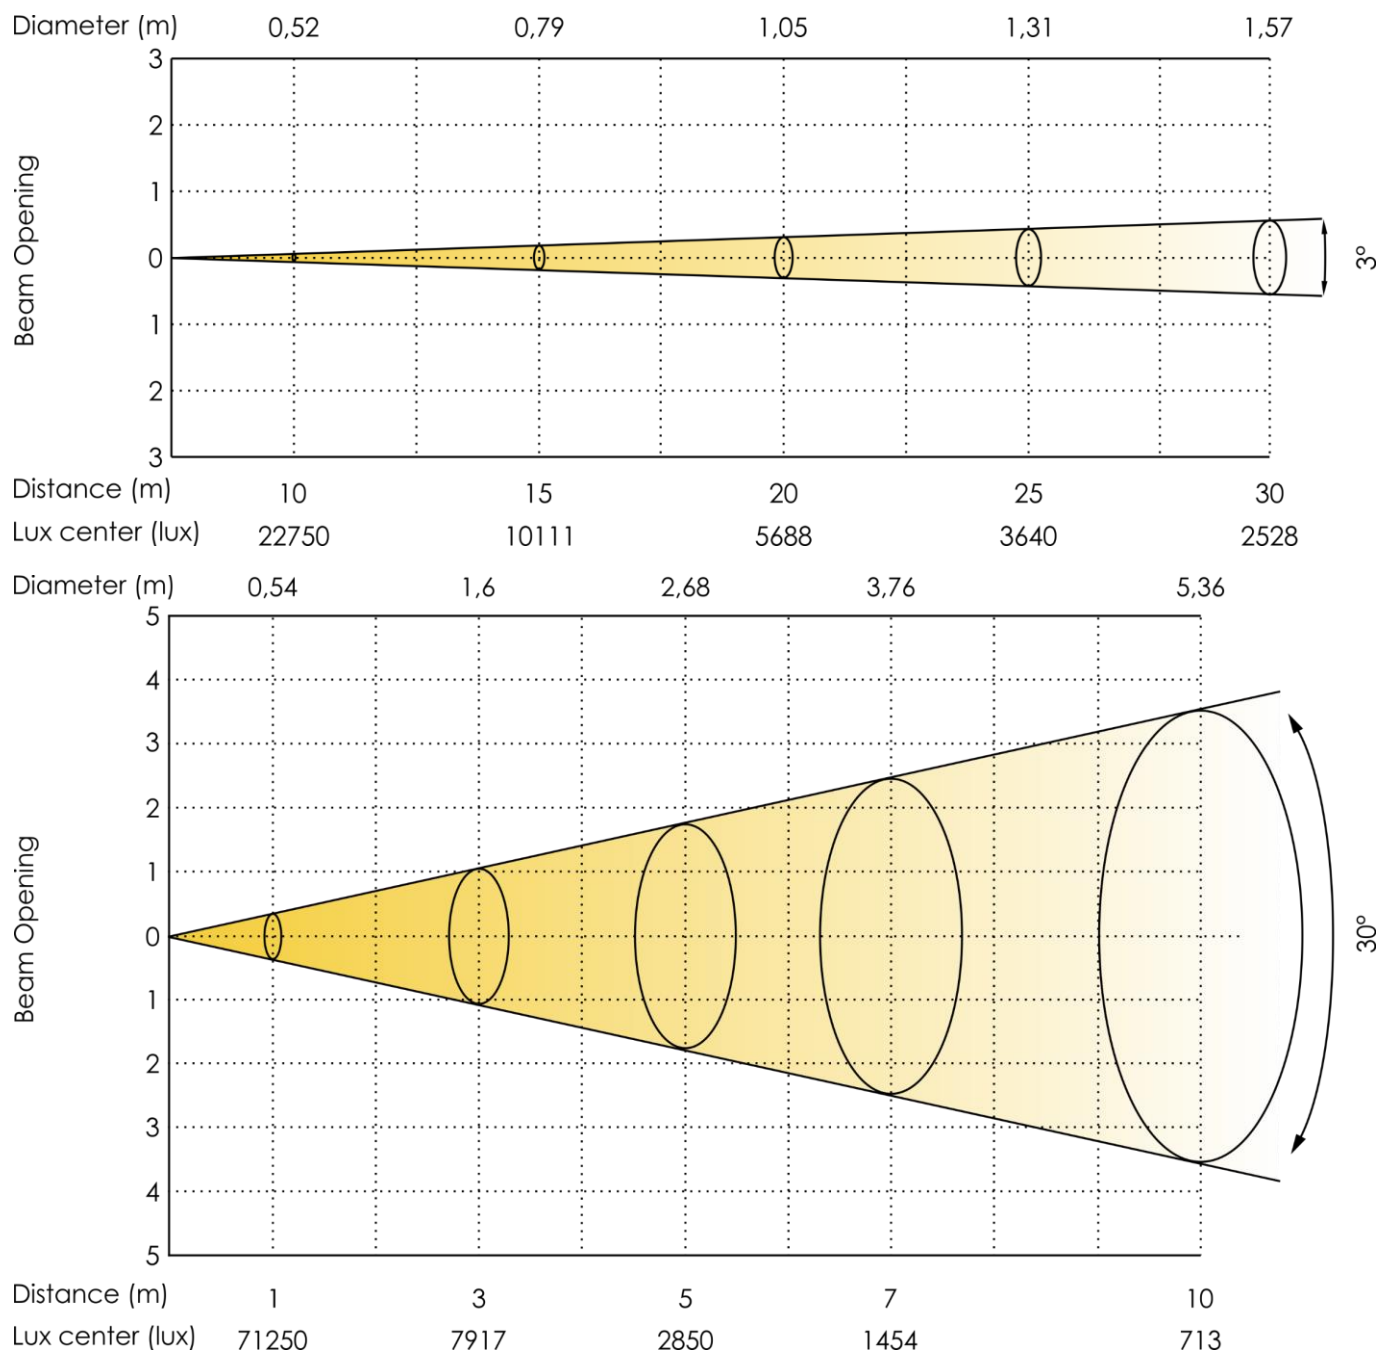 Diameter (m) 0,52 0,79 1,05 1,31 1,57
3
2
1
0
1
2
3
Beam Opening
3º
Distance (m) 10 15 20 25 30
Lux center (lux) 22750 10111 5688 3640 2528
Diameter (m) 0,54 1,6 2,68 3,76 5,36
5
4
3
2
1
0
1
2
3
4
5
Beam Opening
30º
Distance (m) 1 3 5 7 10
Lux center (lux) 71250 7917 2850 1454 713